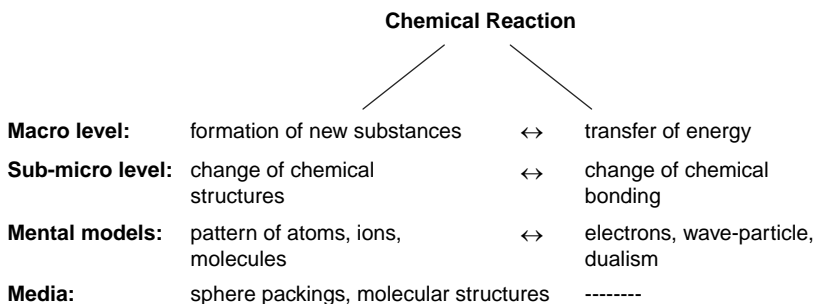 Chemical Reaction
Macro level: formation of new substances ↔ transfer of energy
Sub-micro level: change of chemical structures ↔ change of chemical bonding
Mental models: pattern of atoms, ions, molecules ↔ electrons, wave-particle, dualism
Media: sphere packings, molecular structures --------